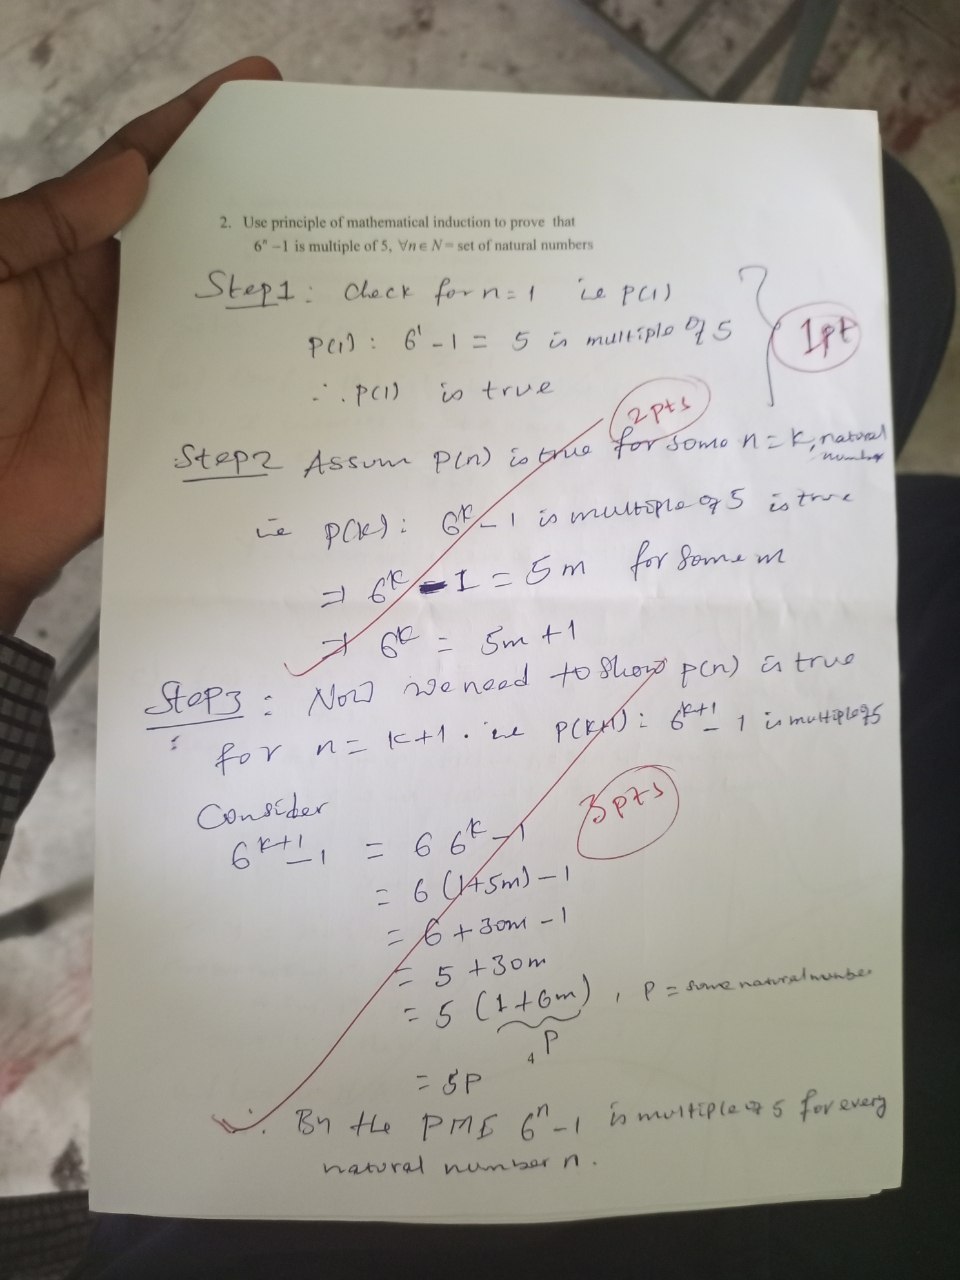 2. Use principle of mathematical induction to prove that
6ⁿ −1 is multiple of 5, ∀n ∈ N = set of natural numbers
Step1: Check for n=1 ie P(1)
P(1): 6¹ - 1 = 5 is multiple of 5
∴ P(1) is true
1pt
2pts
Step2 Assum P(n) is true for some n = k, natural number
ie P(k): 6ᵏ - 1 is multiple of 5 is true
⇒ 6ᵏ - 1 = 5m for some m
⇒ 6ᵏ = 5m + 1
Step3: Now we need to show P(n) is true
for n = k+1. ie P(k+1): 6ᵏ⁺¹ - 1 is multiple of 5
Consider
3pts
6ᵏ⁺¹ - 1 = 6 6ᵏ - 1
= 6 (1+5m) - 1
= 6 + 30m - 1
= 5 + 30m
= 5 (1+6m), P = some natural number
P
4
= 5P
∴ By the PMI 6ⁿ - 1 is multiple of 5 for every
natural number n.